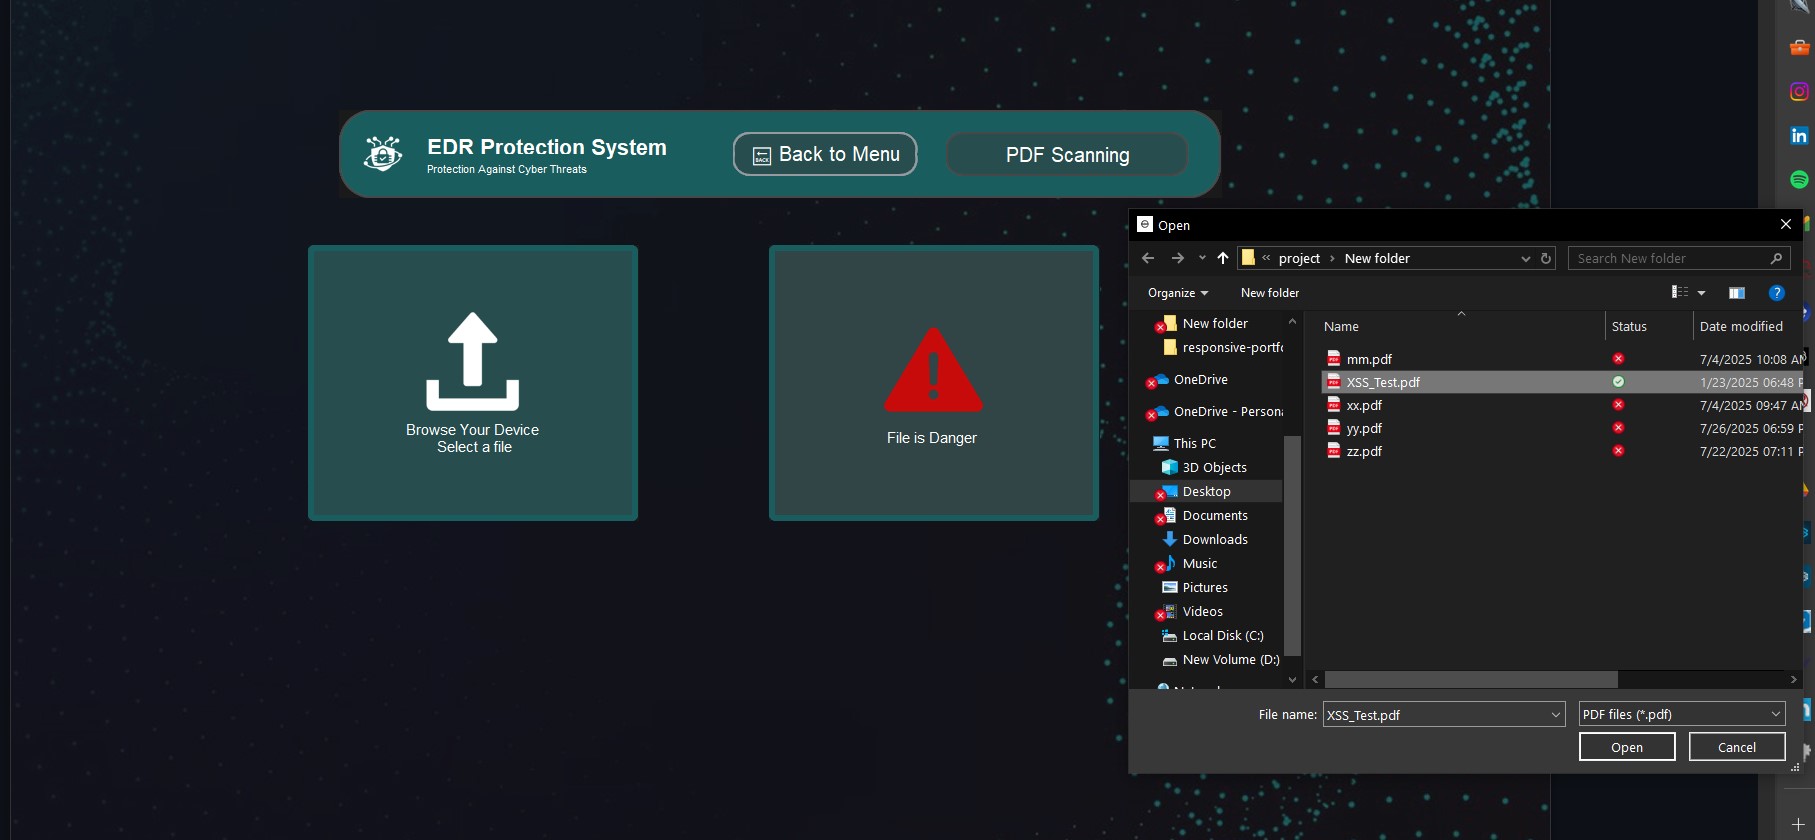 EDR Protection System
Protection Against Cyber Threats
BACK
Back to Menu
PDF Scanning
Browse Your Device
Select a file
File is Danger
Open
« project › New folder
Search New folder
Organize
New folder
?
New folder
responsive-portfo
OneDrive
OneDrive - Persona
This PC
3D Objects
Desktop
Documents
Downloads
Music
Pictures
Videos
Local Disk (C:)
New Volume (D:)
Name Status Date modified
mm.pdf 7/4/2025 10:08 AM
XSS_Test.pdf 1/23/2025 06:48 P
xx.pdf 7/4/2025 09:47 AM
yy.pdf 7/26/2025 06:59 P
zz.pdf 7/22/2025 07:11 P
File name: XSS_Test.pdf
PDF files (*.pdf)
Open
Cancel